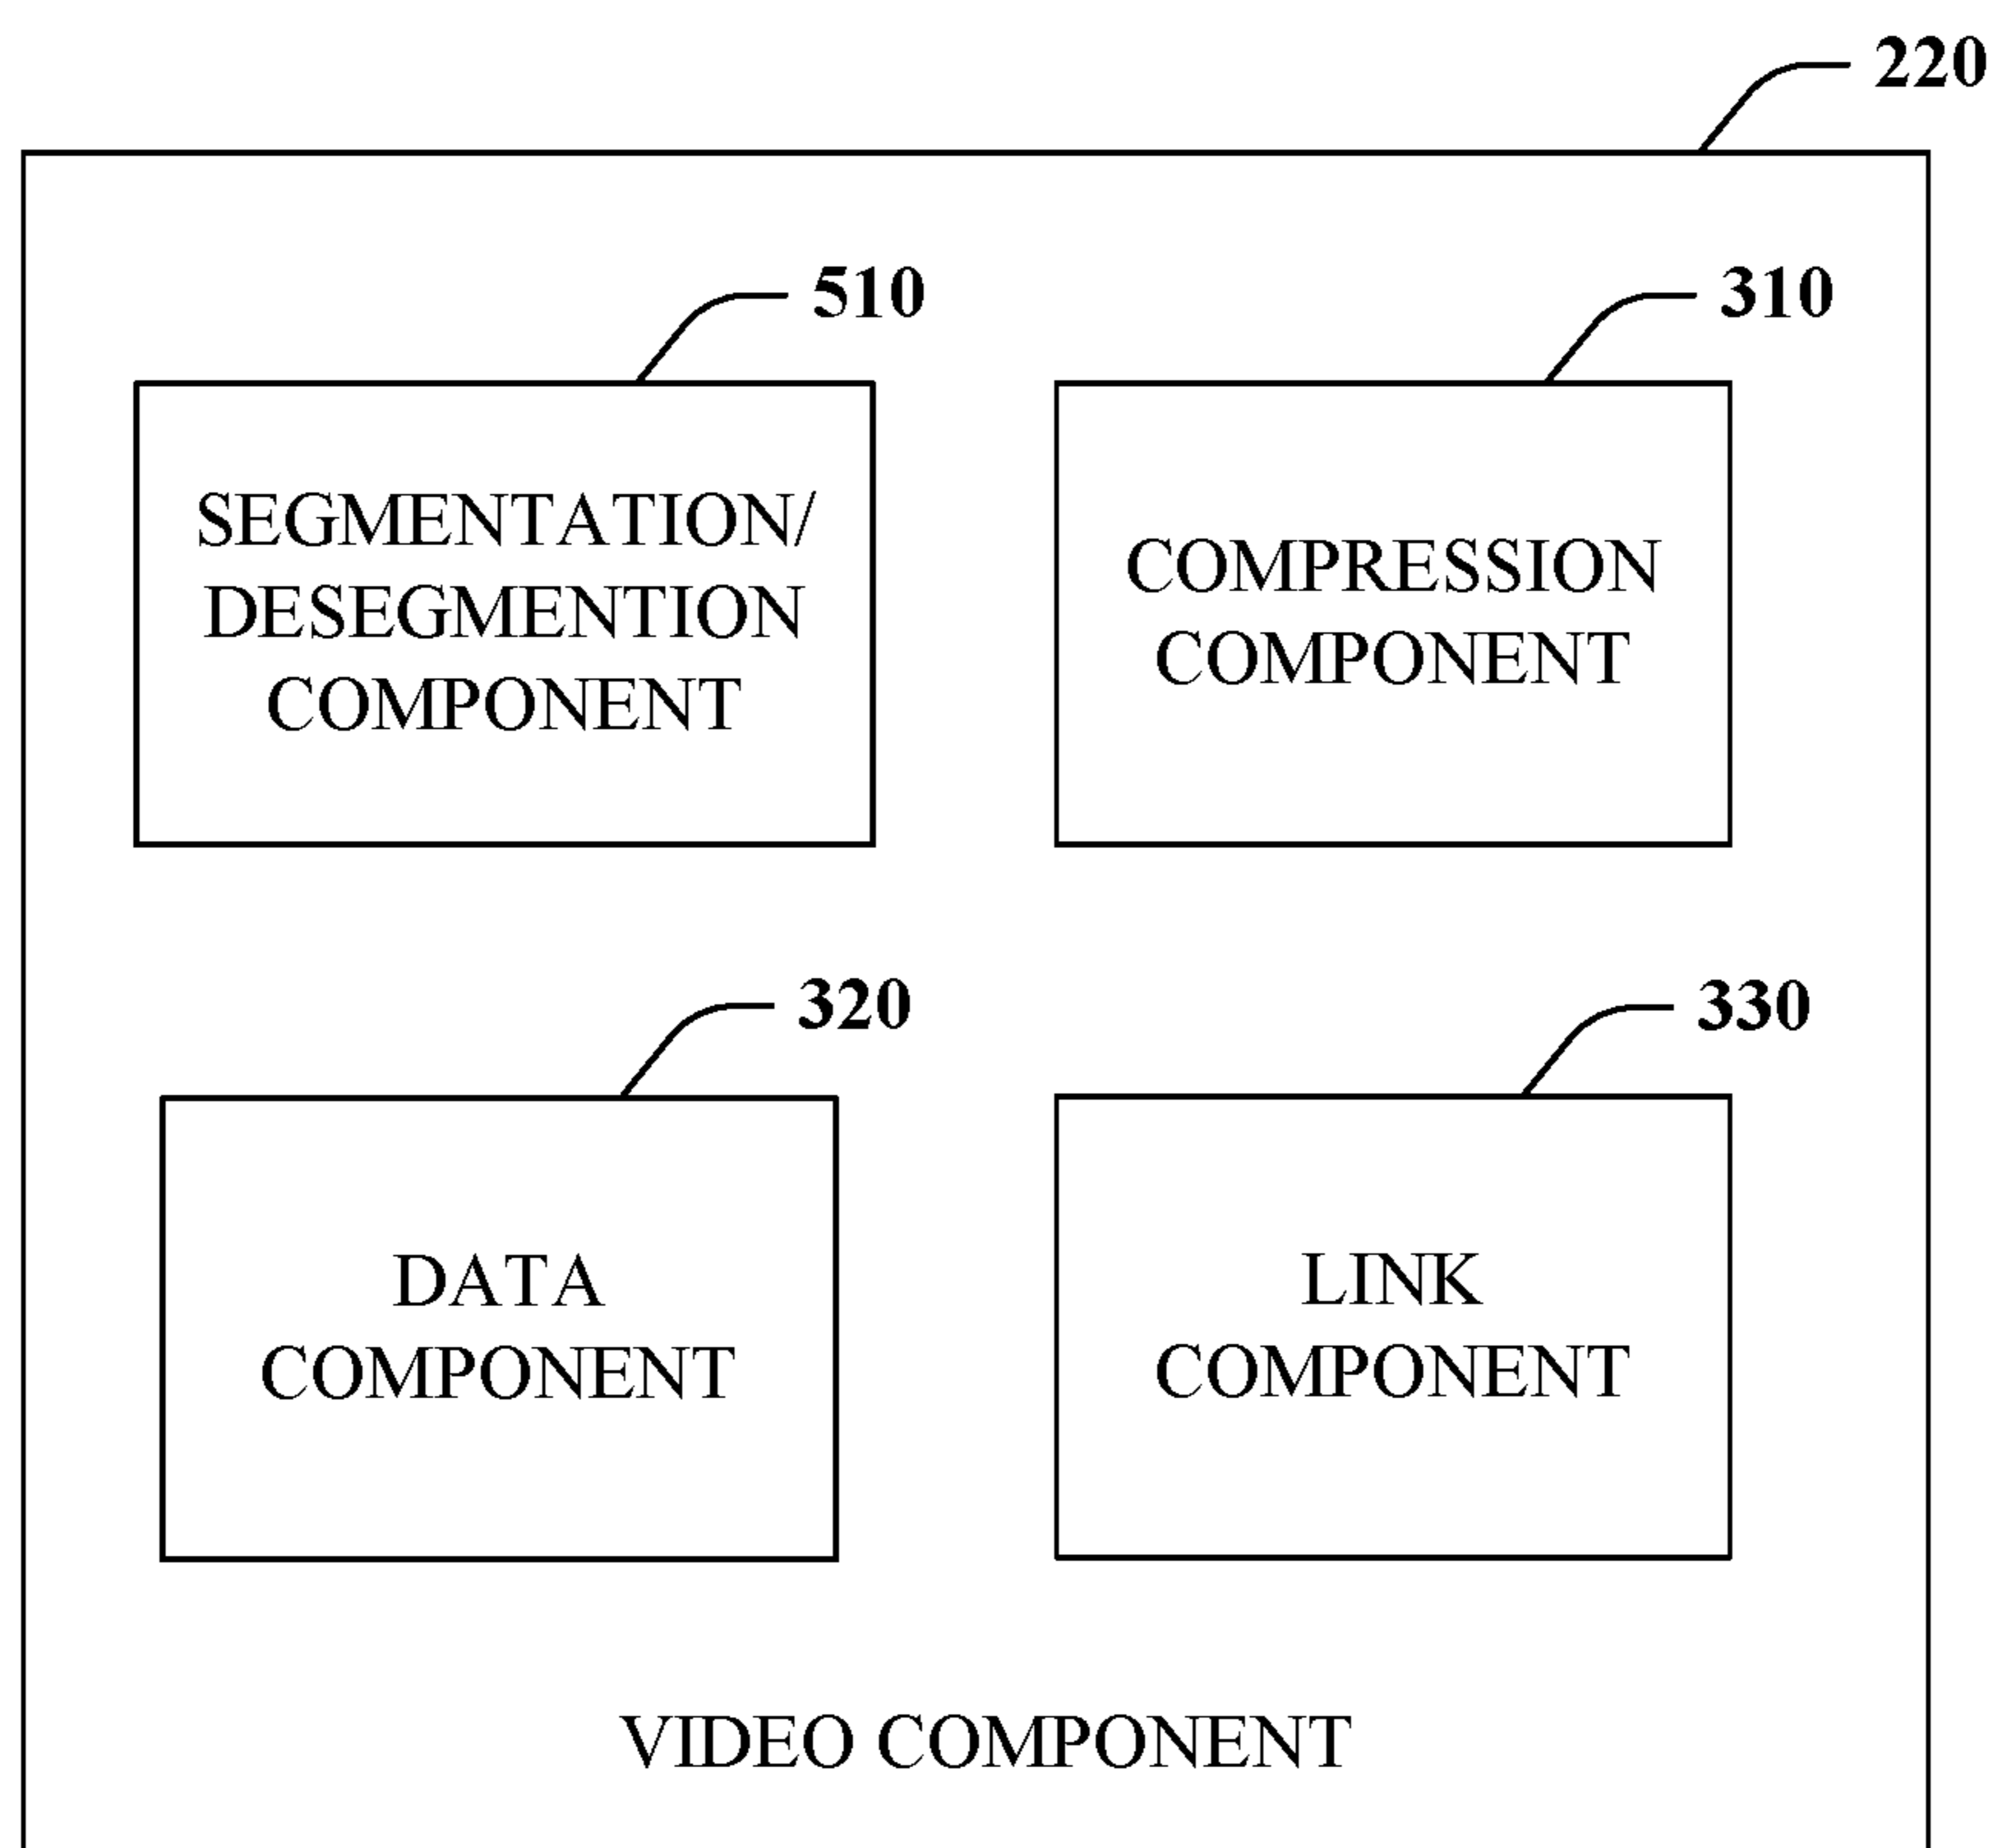 220
510
310
SEGMENTATION/
DESEGMENTION
COMPONENT
COMPRESSION
COMPONENT
320
330
DATA
COMPONENT
LINK
COMPONENT
VIDEO COMPONENT